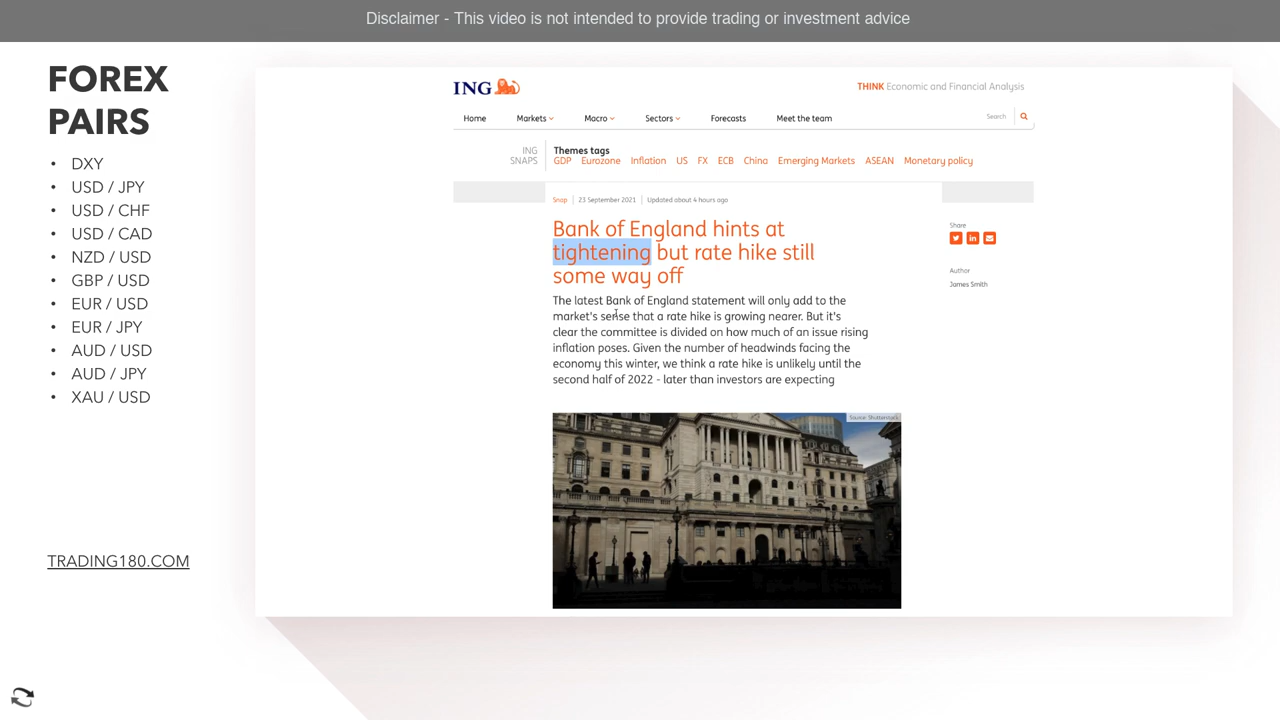 Disclaimer - This video is not intended to provide trading or investment advice
FOREX
PAIRS
• DXY
• USD / JPY
• USD / CHF
• USD / CAD
• NZD / USD
• GBP / USD
• EUR / USD
• EUR / JPY
• AUD / USD
• AUD / JPY
• XAU / USD
TRADING180.COM
ING
THINK Economic and Financial Analysis
Home Markets Macro Sectors Forecasts Meet the team
Search
ING
SNAPS
Themes tags
GDP Eurozone Inflation US FX ECB China Emerging Markets ASEAN Monetary policy
Snap | 23 September 2021 | Updated about 4 hours ago
Bank of England hints at
tightening but rate hike still
some way off
The latest Bank of England statement will only add to the
market's sense that a rate hike is growing nearer. But it's
clear the committee is divided on how much of an issue rising
inflation poses. Given the number of headwinds facing the
economy this winter, we think a rate hike is unlikely until the
second half of 2022 - later than investors are expecting
Share
Author
James Smith
Source: Shutterstock